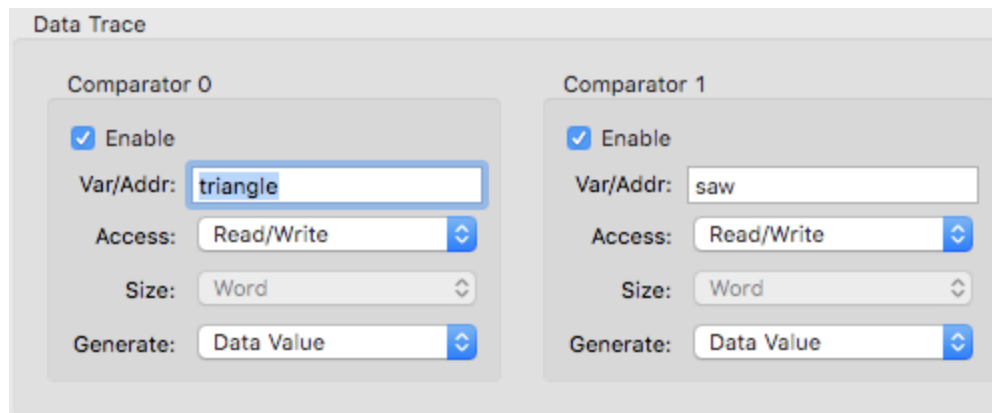 Data Trace
Comparator 0
Enable
Var/Addr: triangle
Access: Read/Write
Size: Word
Generate: Data Value
Comparator 1
Enable
Var/Addr: saw
Access: Read/Write
Size: Word
Generate: Data Value